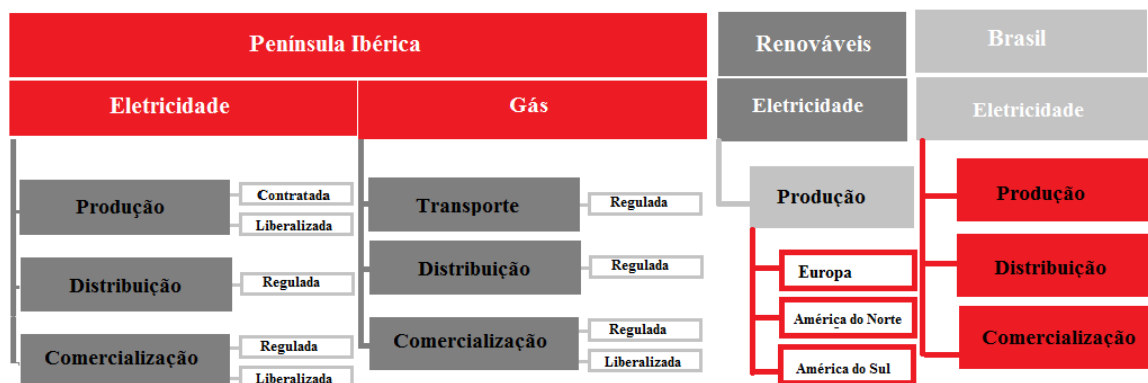 Península Ibérica
Eletricidade
Produção
Contratada
Liberalizada
Distribuição
Regulada
Comercialização
Regulada
Liberalizada
Gás
Transporte
Regulada
Distribuição
Regulada
Comercialização
Regulada
Liberalizada
Renováveis
Eletricidade
Produção
Europa
América do Norte
América do Sul
Brasil
Eletricidade
Produção
Distribuição
Comercialização